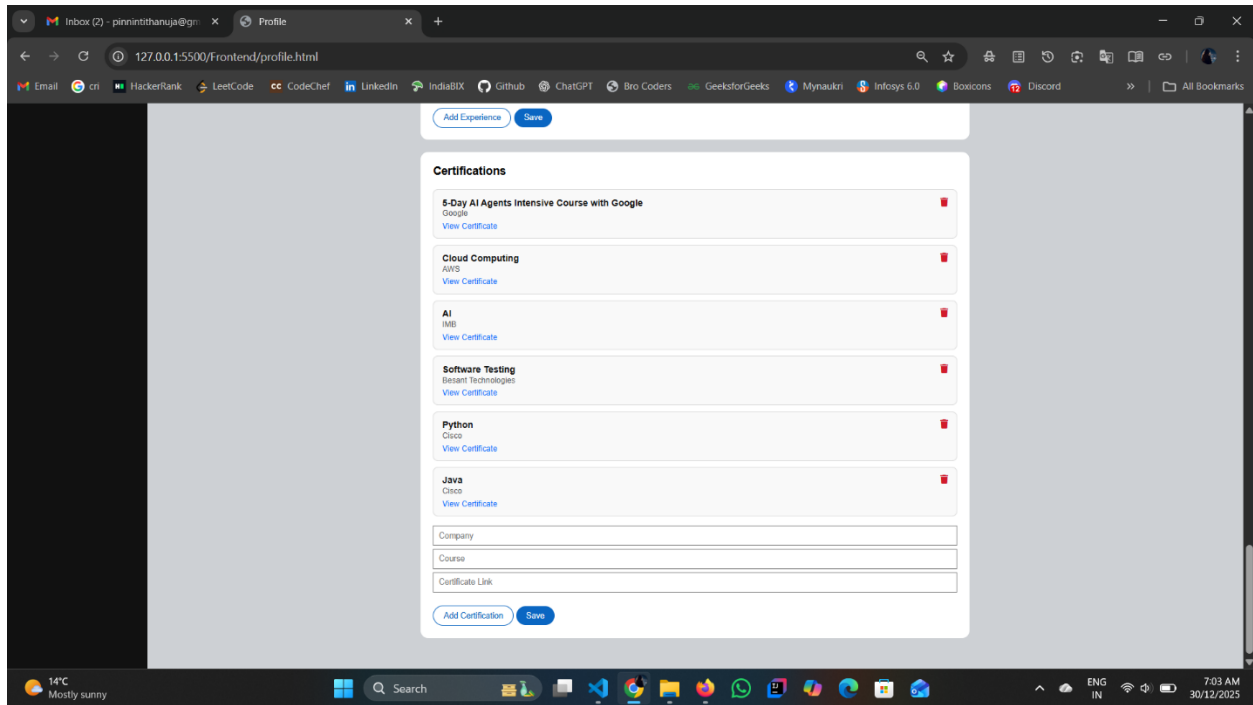 Inbox (2) - pinnintithanuja@gm
Profile
127.0.0.1:5500/Frontend/profile.html
Email
cri
HackerRank
LeetCode
CodeChef
LinkedIn
IndiaBIX
Github
ChatGPT
Bro Coders
GeeksforGeeks
Mynaukri
Infosys 6.0
Boxicons
12
Discord
»
All Bookmarks
Add Experience
Save
Certifications
5-Day AI Agents Intensive Course with Google
Google
View Certificate
Cloud Computing
AWS
View Certificate
AI
IMB
View Certificate
Software Testing
Besant Technologies
View Certificate
Python
Cisco
View Certificate
Java
Cisco
View Certificate
Company
Course
Certificate Link
Add Certification
Save
14°C
Mostly sunny
Search
ENG
IN
7:03 AM
30/12/2025